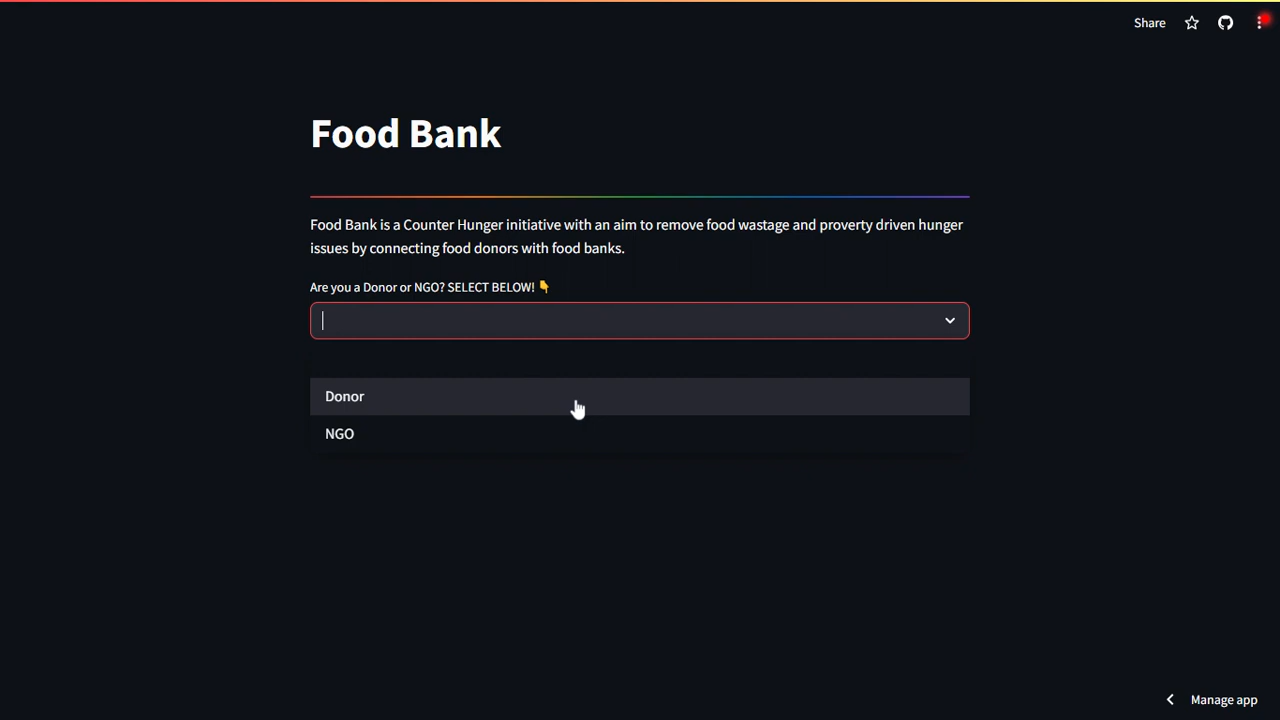 Share
Food Bank
Food Bank is a Counter Hunger initiative with an aim to remove food wastage and proverty driven hunger
issues by connecting food donors with food banks.
Are you a Donor or NGO? SELECT BELOW! 👇
Donor
NGO
Manage app